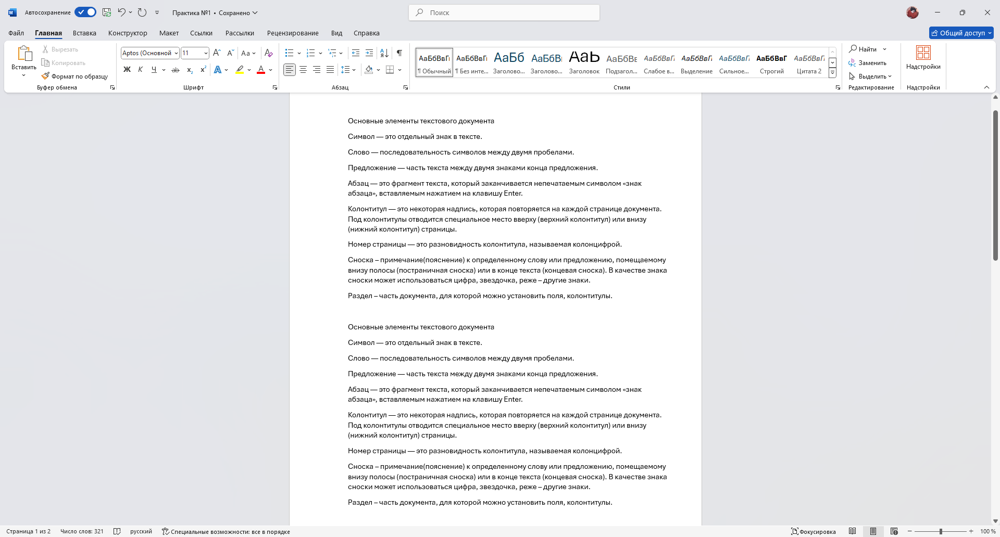 Автосохранение
Практика №1 • Сохранено
Поиск
Файл Главная Вставка Конструктор Макет Ссылки Рассылки Рецензирование Вид Справка
Общий доступ
Вставить
Вырезать
Копировать
Формат по образцу
Буфер обмена
Aptos (Основной 11
Aa
Ж К Ч ab x₂ x²
Шрифт
Абзац
АаБбВвГг АаБбВвГг АаБб АаБбВв АаБ АаБбВв АаБбВвГг АаБбВвГг АаБбВвГг АаБбВвГ АаБбВвГг
¶ Обычный ¶ Без инте... Заголово... Заголово... Заголовок Подзагол... Слабое в... Выделение Сильное... Строгий Цитата 2
Стили
Найти
Заменить
Выделить
Редактирование
Надстройки
Надстройки
Основные элементы текстового документа
Символ — это отдельный знак в тексте.
Слово — последовательность символов между двумя пробелами.
Предложение — часть текста между двумя знаками конца предложения.
Абзац — это фрагмент текста, который заканчивается непечатаемым символом «знак
абзаца», вставляемым нажатием на клавишу Enter.
Колонтитул — это некоторая надпись, которая повторяется на каждой странице документа.
Под колонтитулы отводится специальное место вверху (верхний колонтитул) или внизу
(нижний колонтитул) страницы.
Номер страницы — это разновидность колонтитула, называемая колонцифрой.
Сноска – примечание(пояснение) к определенному слову или предложению, помещаемому
внизу полосы (постраничная сноска) или в конце текста (концевая сноска). В качестве знака
сноски может использоваться цифра, звездочка, реже – другие знаки.
Раздел – часть документа, для которой можно установить поля, колонтитулы.
Основные элементы текстового документа
Символ — это отдельный знак в тексте.
Слово — последовательность символов между двумя пробелами.
Предложение — часть текста между двумя знаками конца предложения.
Абзац — это фрагмент текста, который заканчивается непечатаемым символом «знак
абзаца», вставляемым нажатием на клавишу Enter.
Колонтитул — это некоторая надпись, которая повторяется на каждой странице документа.
Под колонтитулы отводится специальное место вверху (верхний колонтитул) или внизу
(нижний колонтитул) страницы.
Номер страницы — это разновидность колонтитула, называемая колонцифрой.
Сноска – примечание(пояснение) к определенному слову или предложению, помещаемому
внизу полосы (постраничная сноска) или в конце текста (концевая сноска). В качестве знака
сноски может использоваться цифра, звездочка, реже – другие знаки.
Раздел – часть документа, для которой можно установить поля, колонтитулы.
Страница 1 из 2 Число слов: 321 русский Специальные возможности: все в порядке Фокусировка 100 %